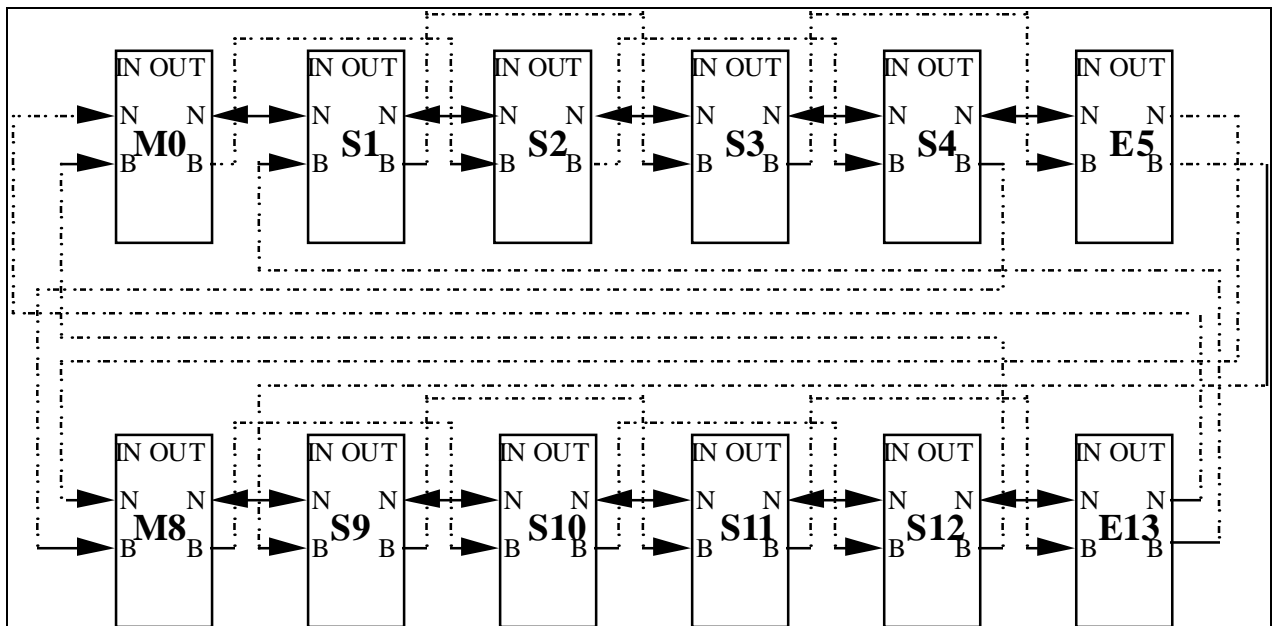 IN OUT IN OUT IN OUT IN OUT IN OUT IN OUT
N N N N N N N N N N N N
M0 S1 S2 S3 S4 E5
B B B B B B B B B B B B
IN OUT IN OUT IN OUT IN OUT IN OUT IN OUT
N N N N N N N N N N N N
M8 S9 S10 S11 S12 E13
B B B B B B B B B B B B